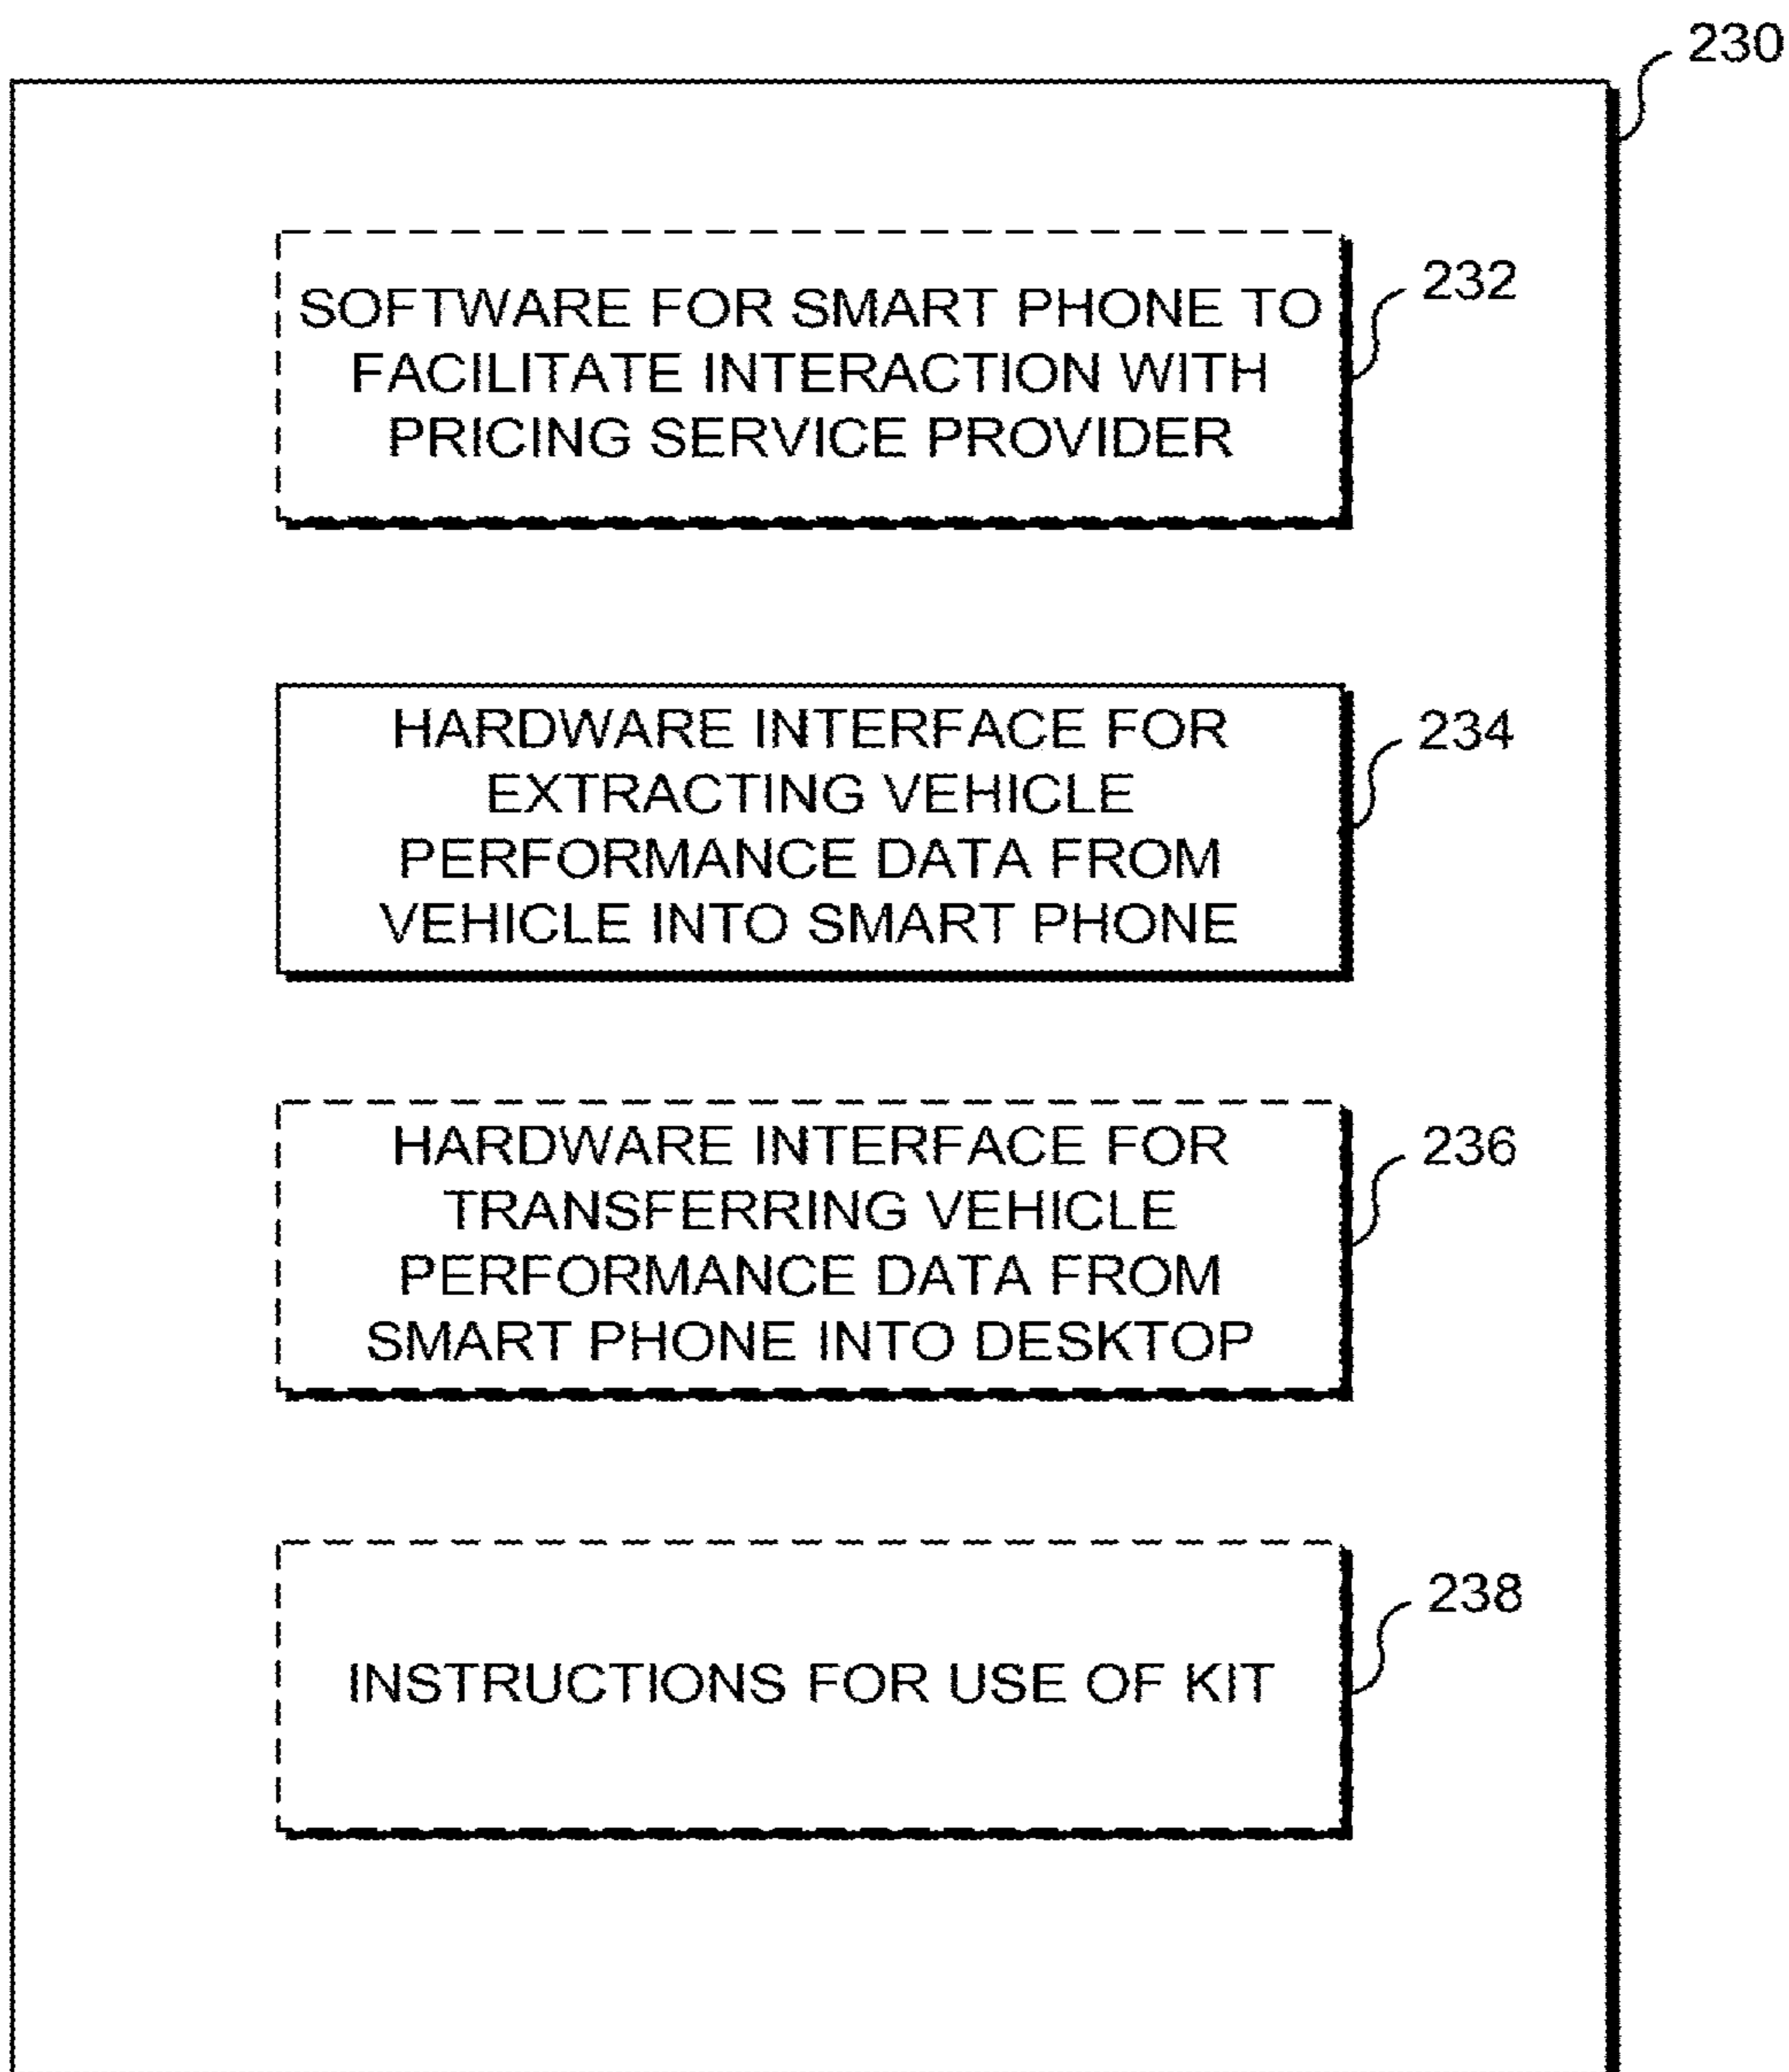 230
SOFTWARE FOR SMART PHONE TO
FACILITATE INTERACTION WITH
PRICING SERVICE PROVIDER
232
HARDWARE INTERFACE FOR
EXTRACTING VEHICLE
PERFORMANCE DATA FROM
VEHICLE INTO SMART PHONE
234
HARDWARE INTERFACE FOR
TRANSFERRING VEHICLE
PERFORMANCE DATA FROM
SMART PHONE INTO DESKTOP
236
INSTRUCTIONS FOR USE OF KIT
238